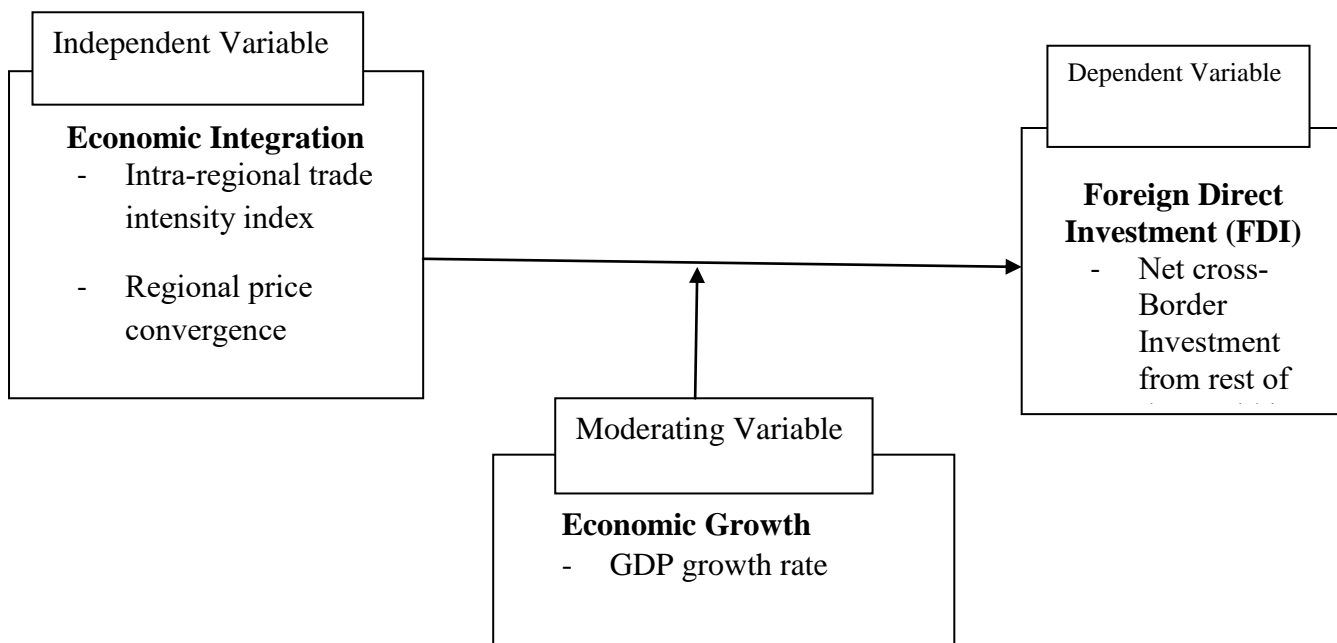 Independent Variable
Economic Integration
- Intra-regional trade
intensity index
- Regional price
convergence
Dependent Variable
Foreign Direct
Investment (FDI)
- Net cross-
Border
Investment
from rest of
Moderating Variable
Economic Growth
- GDP growth rate